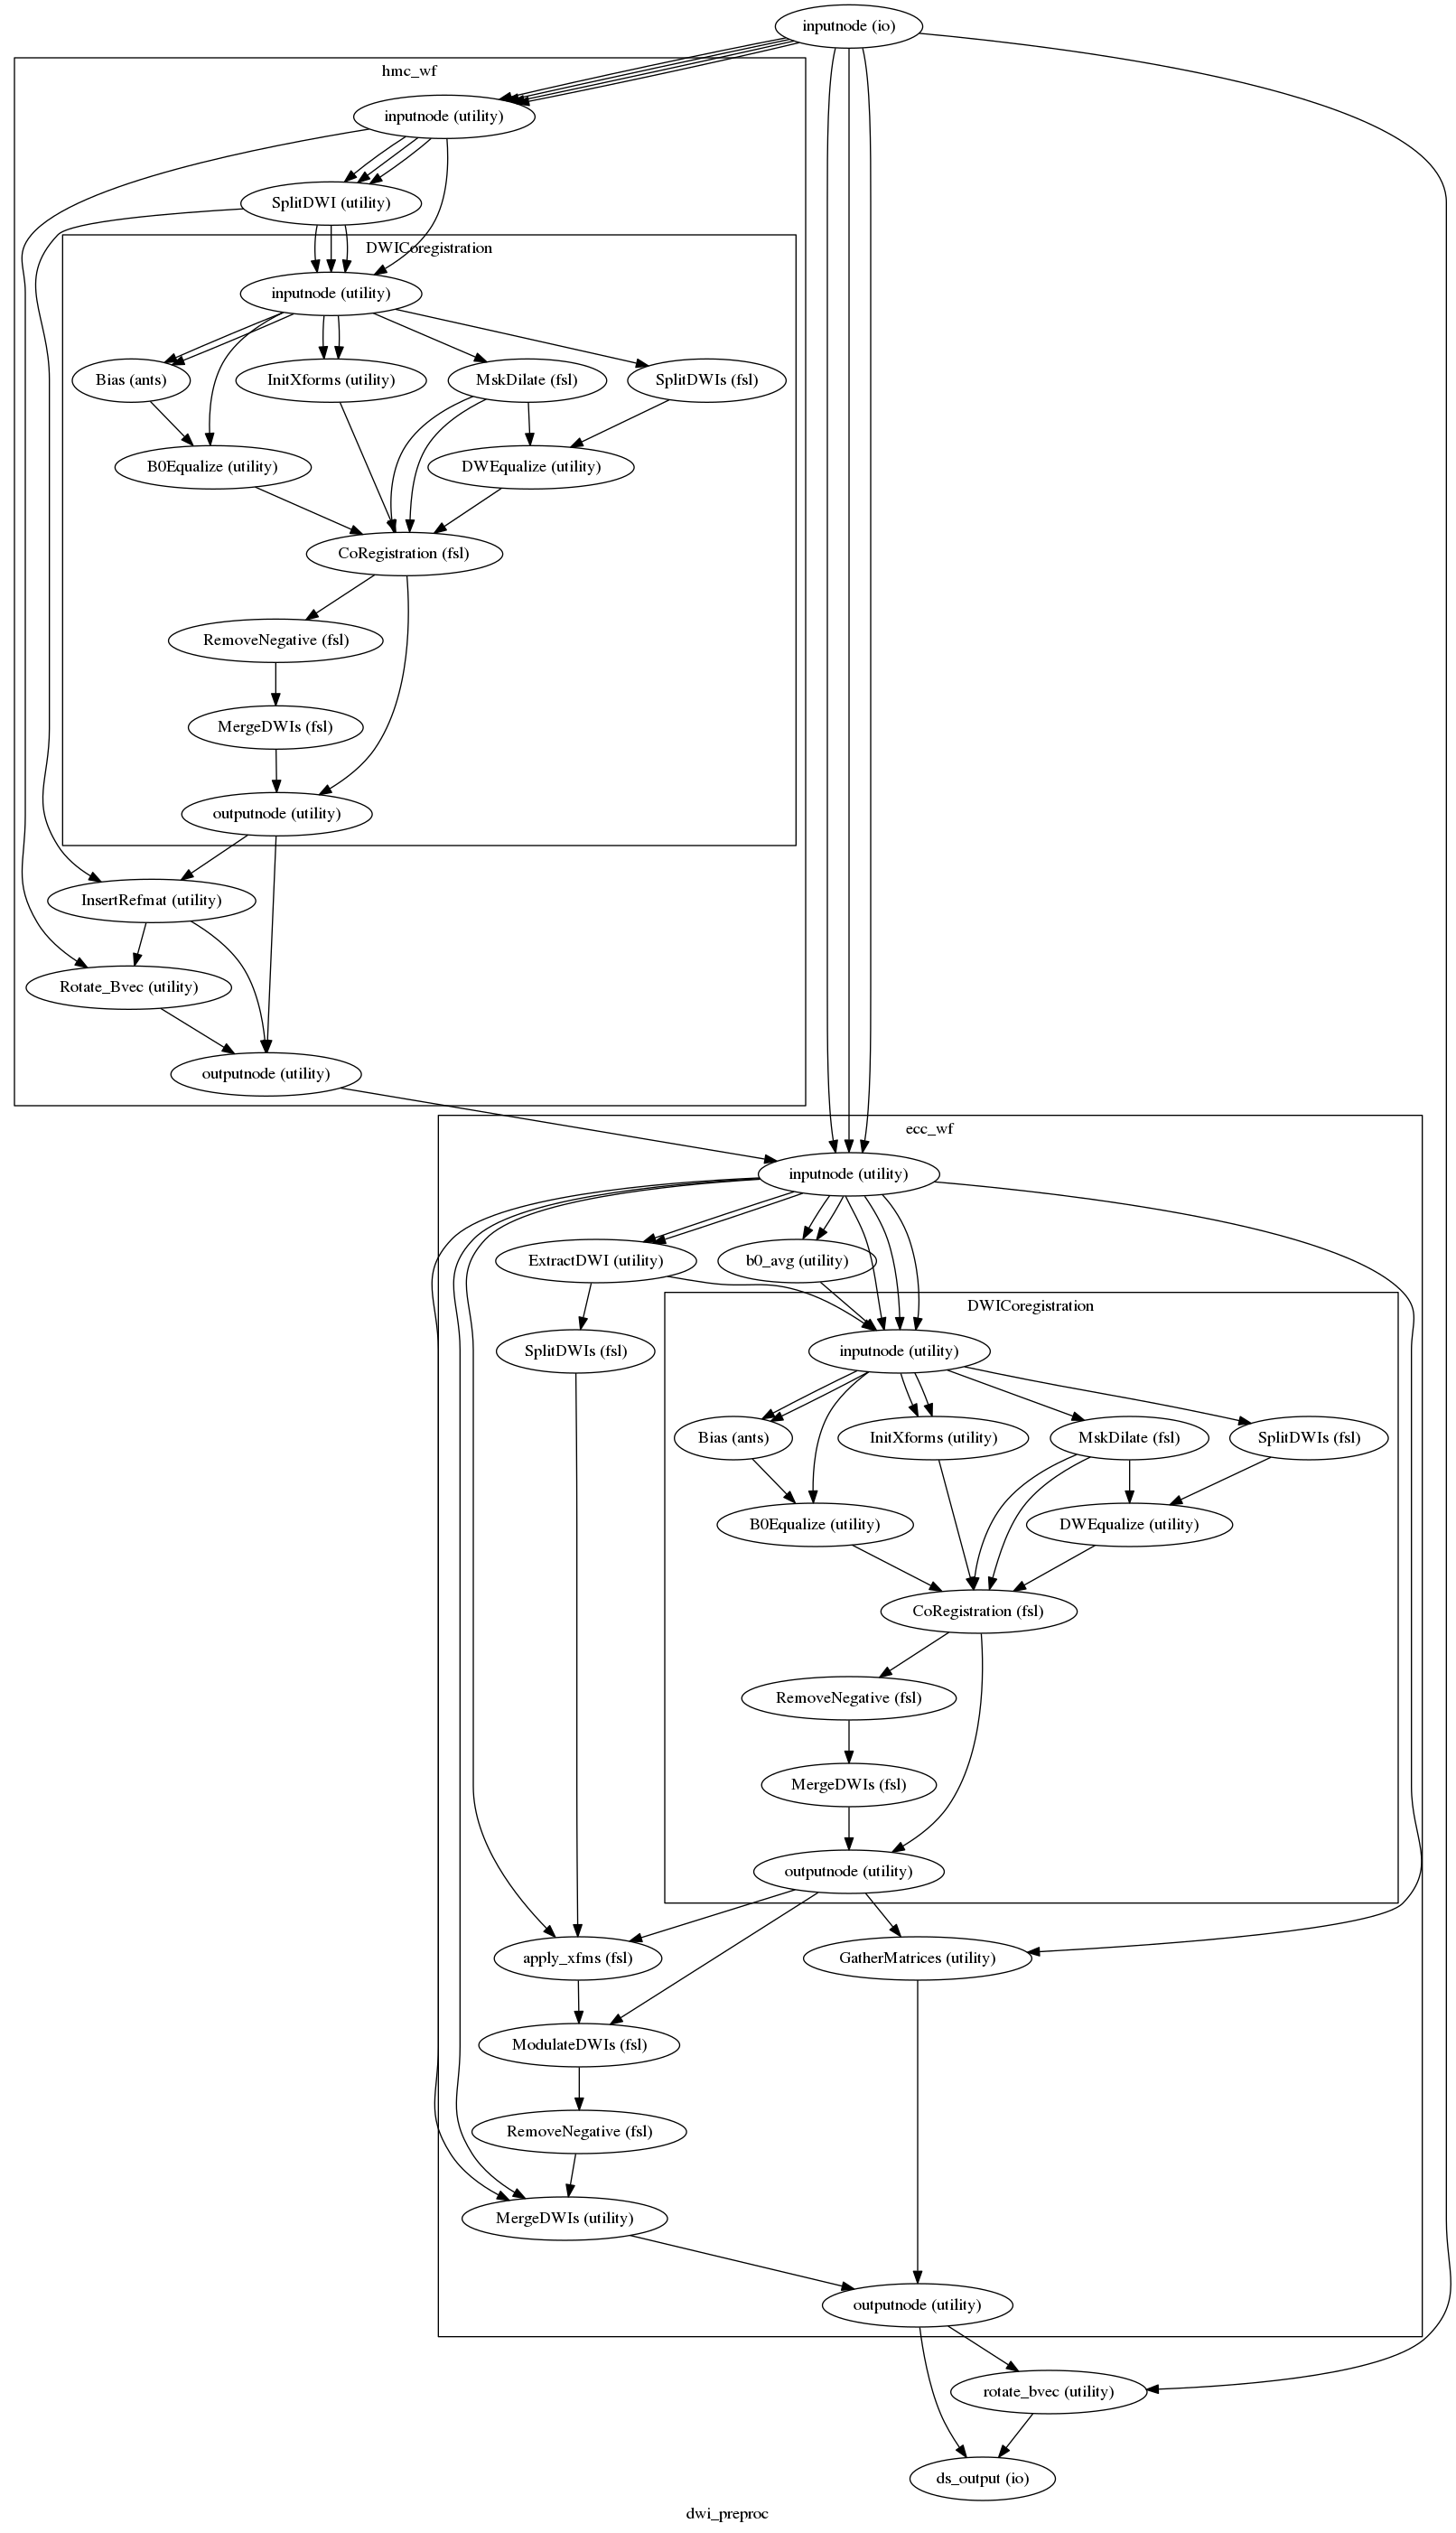 inputnode (io)
hmc_wf
inputnode (utility)
SplitDWI (utility)
DWICoregistration
inputnode (utility)
Bias (ants)
InitXforms (utility)
MskDilate (fsl)
SplitDWIs (fsl)
B0Equalize (utility)
DWEqualize (utility)
CoRegistration (fsl)
RemoveNegative (fsl)
MergeDWIs (fsl)
outputnode (utility)
InsertRefmat (utility)
Rotate_Bvec (utility)
outputnode (utility)
ecc_wf
inputnode (utility)
ExtractDWI (utility)
b0_avg (utility)
DWICoregistration
SplitDWIs (fsl)
inputnode (utility)
Bias (ants)
InitXforms (utility)
MskDilate (fsl)
SplitDWIs (fsl)
B0Equalize (utility)
DWEqualize (utility)
CoRegistration (fsl)
RemoveNegative (fsl)
MergeDWIs (fsl)
outputnode (utility)
apply_xfms (fsl)
GatherMatrices (utility)
ModulateDWIs (fsl)
RemoveNegative (fsl)
MergeDWIs (utility)
outputnode (utility)
rotate_bvec (utility)
ds_output (io)
dwi_preproc